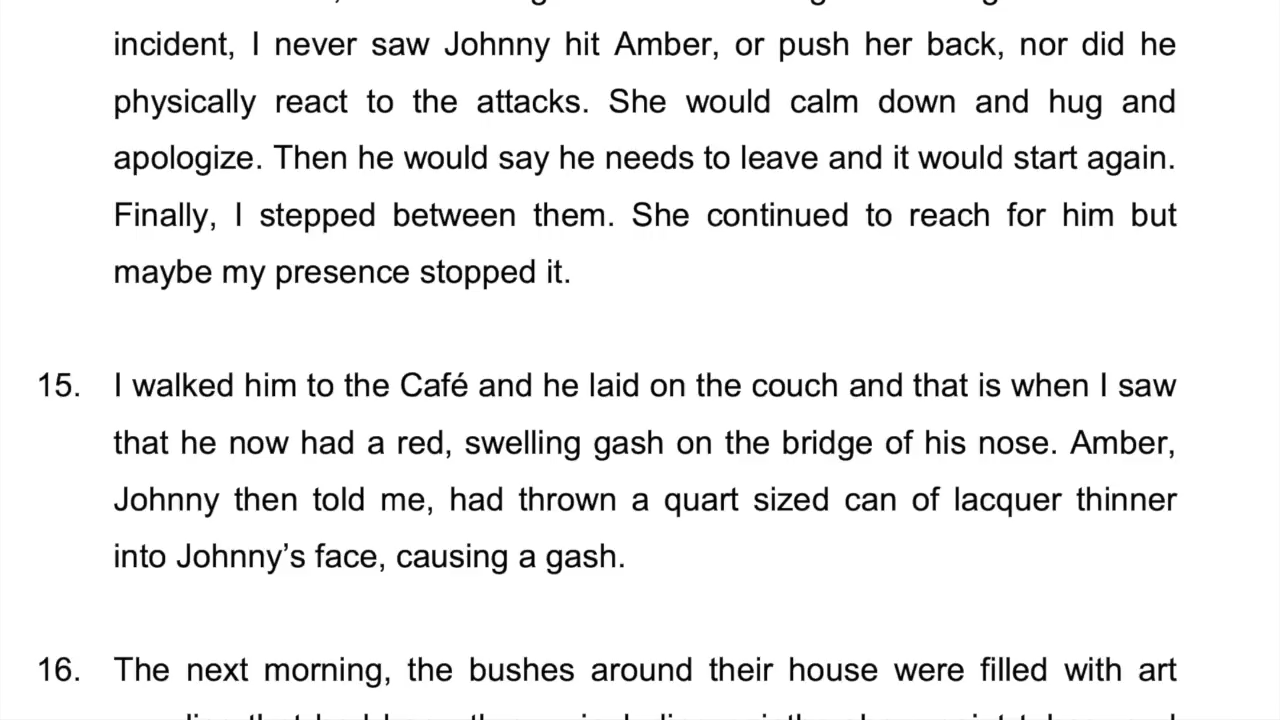 incident, I never saw Johnny hit Amber, or push her back, nor did he
physically react to the attacks. She would calm down and hug and
apologize. Then he would say he needs to leave and it would start again.
Finally, I stepped between them. She continued to reach for him but
maybe my presence stopped it.
15. I walked him to the Café and he laid on the couch and that is when I saw
that he now had a red, swelling gash on the bridge of his nose. Amber,
Johnny then told me, had thrown a quart sized can of lacquer thinner
into Johnny’s face, causing a gash.
16. The next morning, the bushes around their house were filled with art